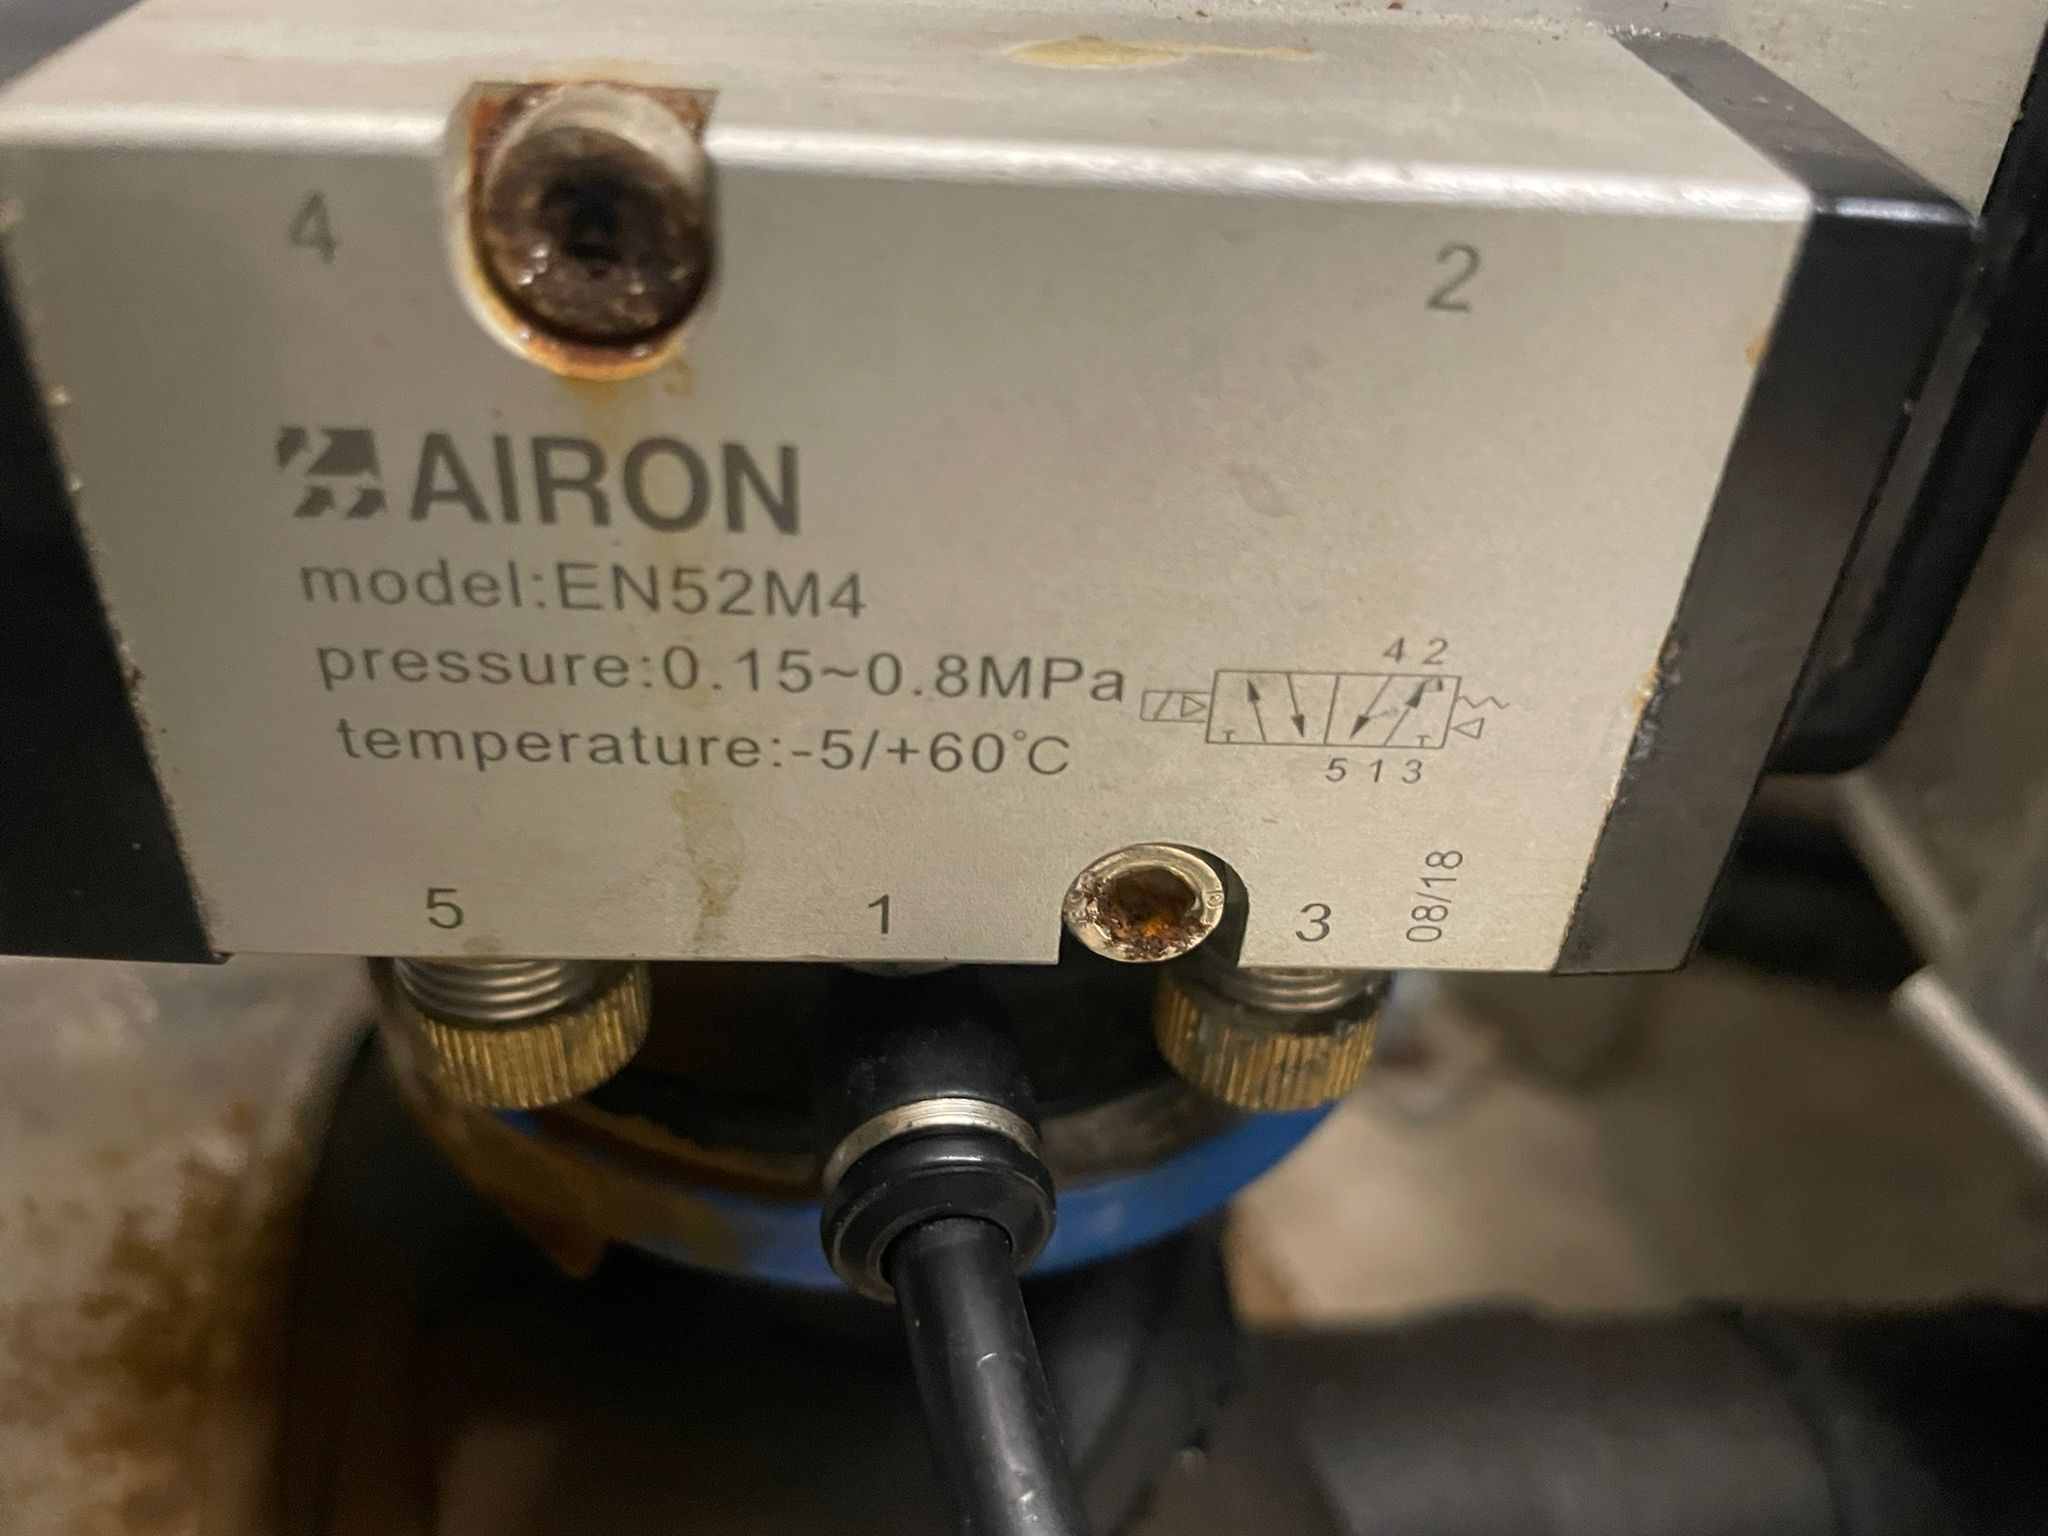 4
2
AIRON
model:EN52M4
pressure:0.15~0.8MPa
temperature:-5/+60°C
4 2
5 1 3
5
1
3
08/18